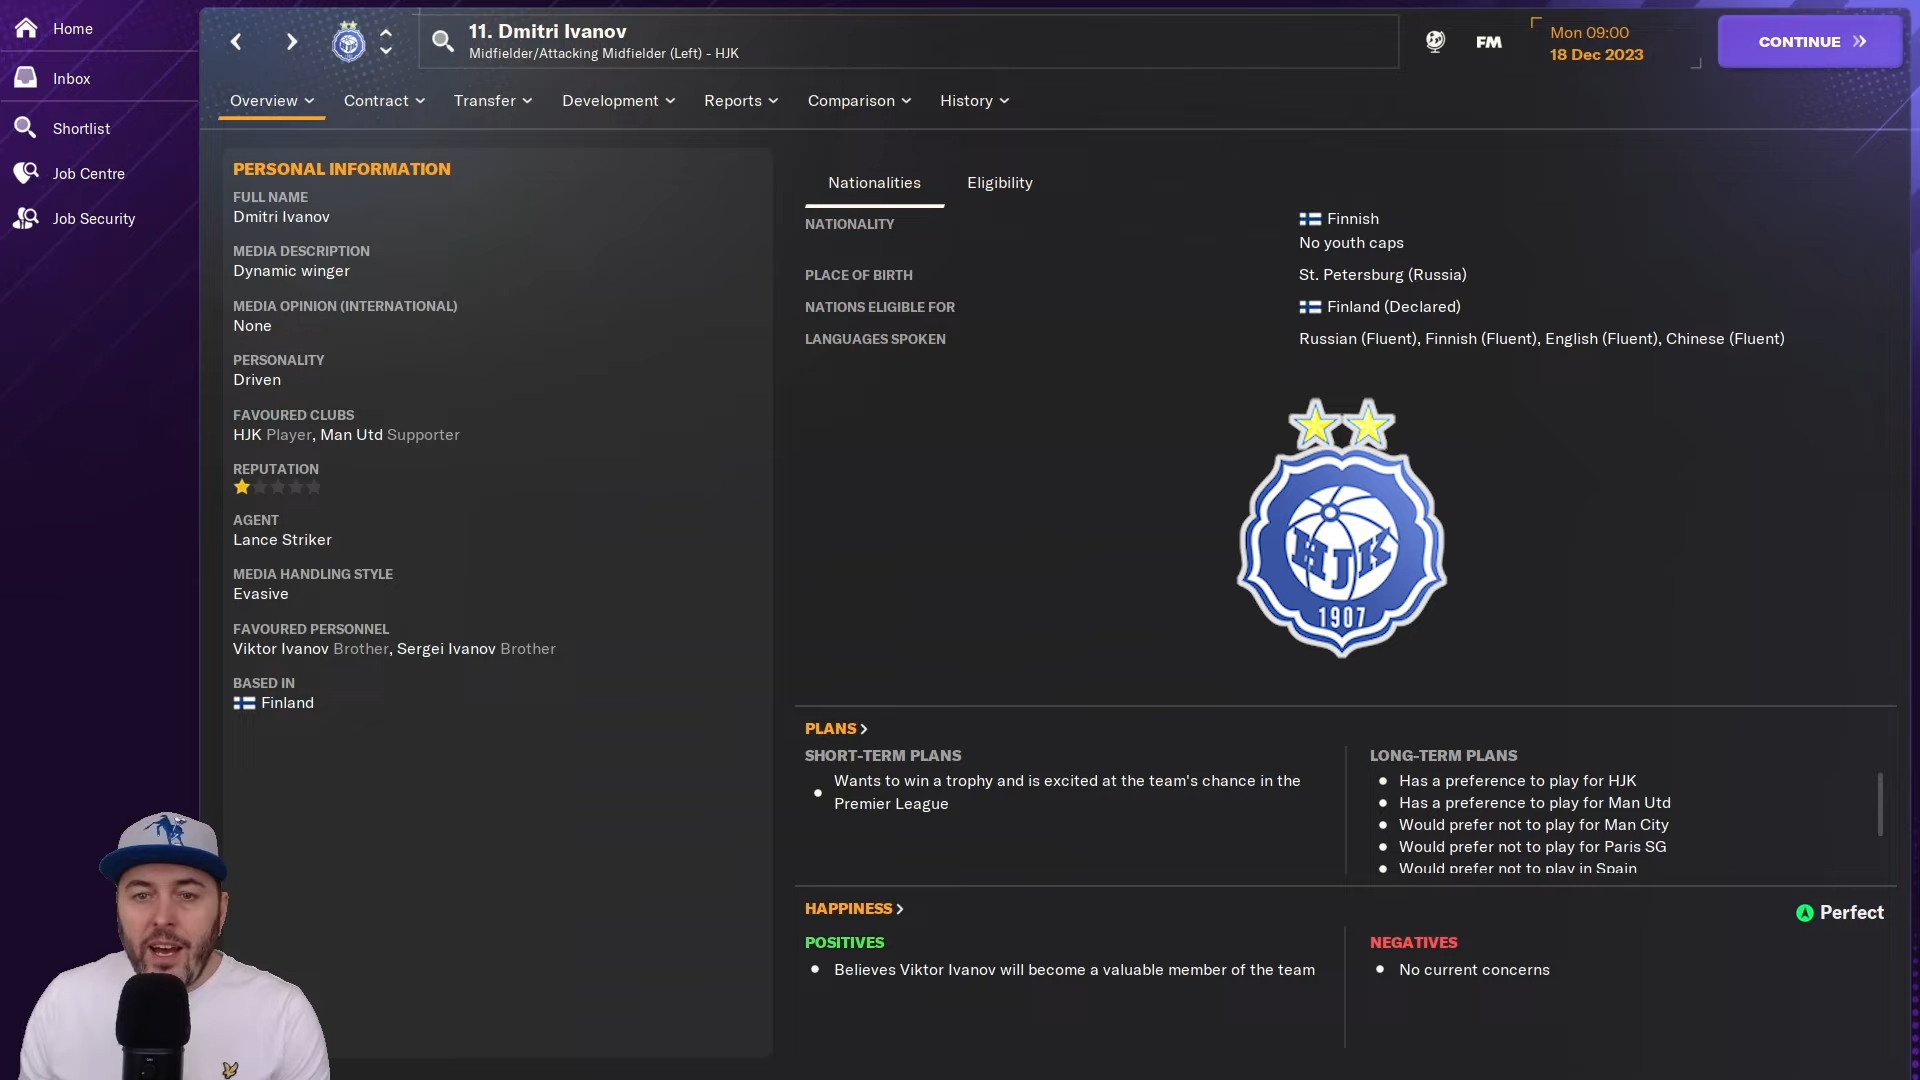 Home
Inbox
Shortlist
Job Centre
Job Security
11. Dmitri Ivanov
Midfielder/Attacking Midfielder (Left) - HJK
FM
Mon 09:00
18 Dec 2023
CONTINUE
Overview
Contract
Transfer
Development
Reports
Comparison
History
PERSONAL INFORMATION
FULL NAME
Dmitri Ivanov
MEDIA DESCRIPTION
Dynamic winger
MEDIA OPINION (INTERNATIONAL)
None
PERSONALITY
Driven
FAVOURED CLUBS
HJK Player, Man Utd Supporter
REPUTATION
AGENT
Lance Striker
MEDIA HANDLING STYLE
Evasive
FAVOURED PERSONNEL
Viktor Ivanov Brother, Sergei Ivanov Brother
BASED IN
Finland
Nationalities
Eligibility
NATIONALITY
Finnish
No youth caps
PLACE OF BIRTH
St. Petersburg (Russia)
NATIONS ELIGIBLE FOR
Finland (Declared)
LANGUAGES SPOKEN
Russian (Fluent), Finnish (Fluent), English (Fluent), Chinese (Fluent)
HJK
1907
PLANS
SHORT-TERM PLANS
Wants to win a trophy and is excited at the team's chance in the
Premier League
LONG-TERM PLANS
Has a preference to play for HJK
Has a preference to play for Man Utd
Would prefer not to play for Man City
Would prefer not to play for Paris SG
Would prefer not to play in Spain
HAPPINESS
Perfect
POSITIVES
Believes Viktor Ivanov will become a valuable member of the team
NEGATIVES
No current concerns